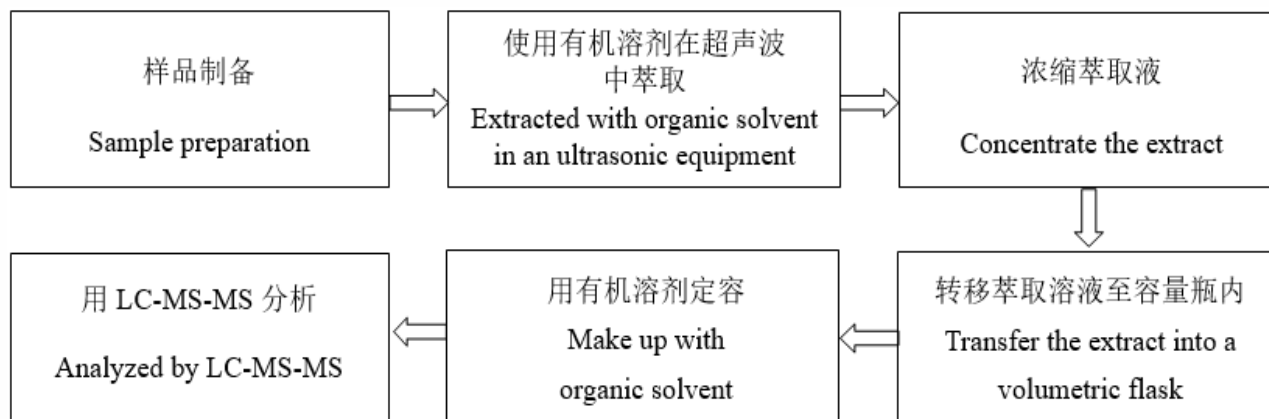 样品制备
Sample preparation
使用有机溶剂在超声波
中萃取
Extracted with organic solvent
in an ultrasonic equipment
浓缩萃取液
Concentrate the extract
转移萃取溶液至容量瓶内
Transfer the extract into a
volumetric flask
用有机溶剂定容
Make up with
organic solvent
用 LC-MS-MS 分析
Analyzed by LC-MS-MS